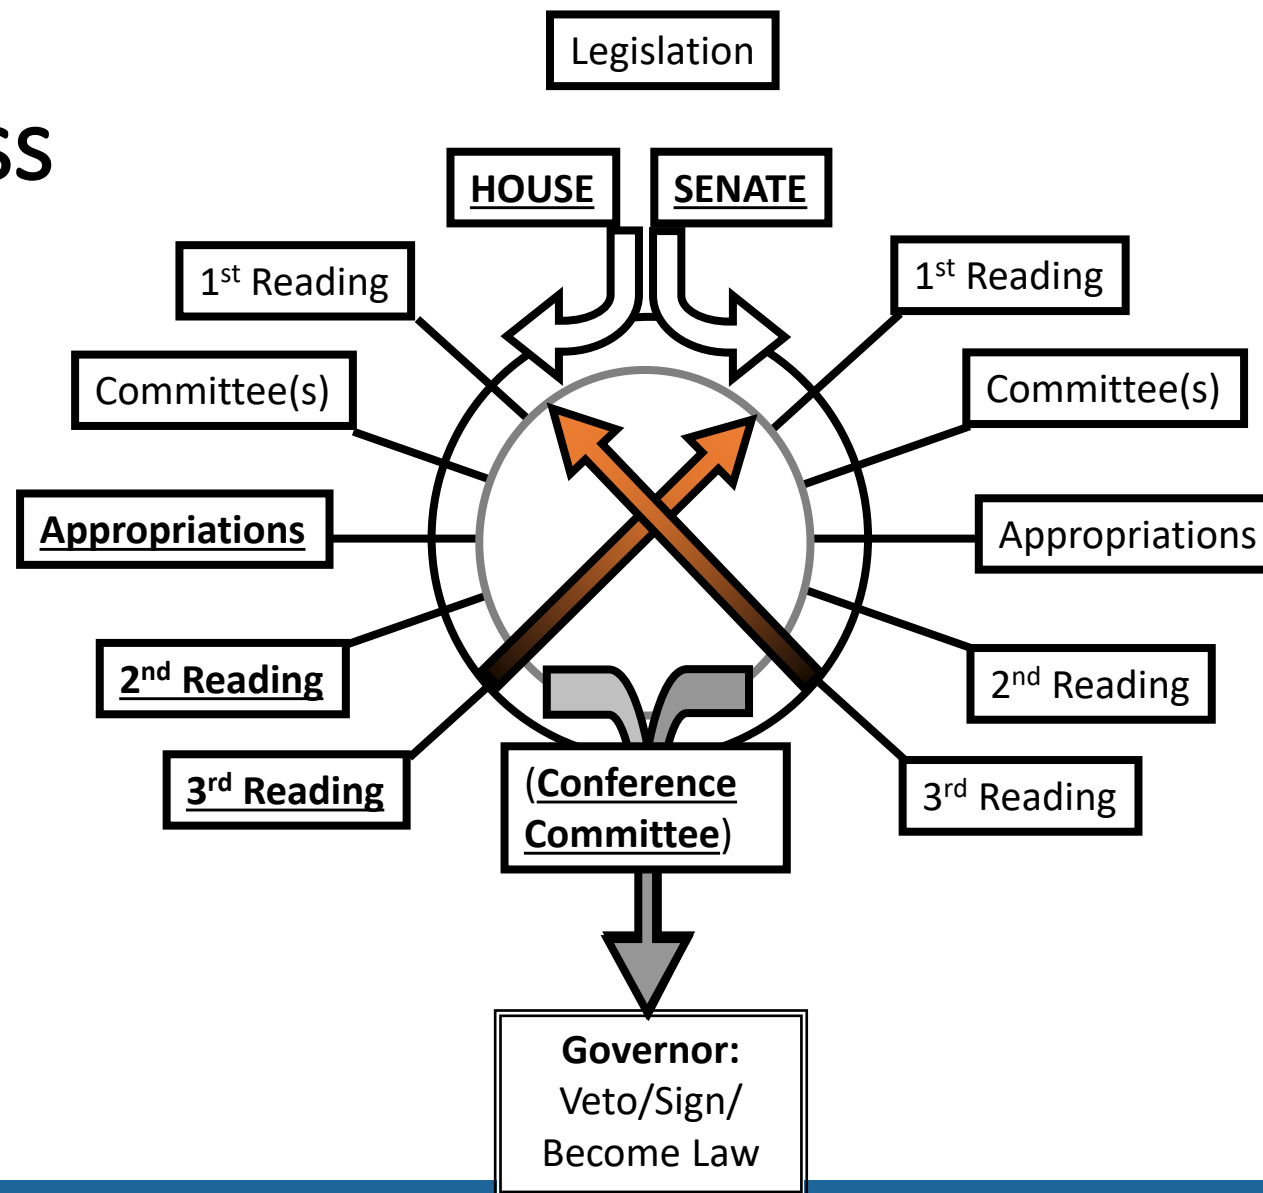 Legislation
ss
HOUSE
SENATE
1st Reading
Committee(s)
Appropriations
2nd Reading
3rd Reading
1st Reading
Committee(s)
Appropriations
2nd Reading
3rd Reading
(Conference
Committee)
Governor:
Veto/Sign/
Become Law